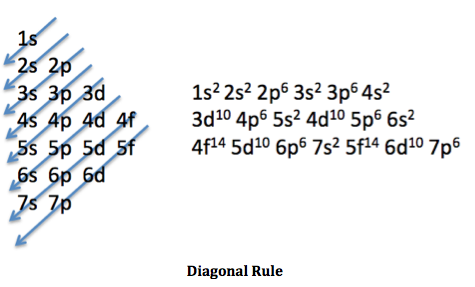 1s
2s 2p
3s 3p 3d
4s 4p 4d 4f
5s 5p 5d 5f
6s 6p 6d
7s 7p
1s² 2s² 2p⁶ 3s² 3p⁶ 4s²
3d¹⁰ 4p⁶ 5s² 4d¹⁰ 5p⁶ 6s²
4f¹⁴ 5d¹⁰ 6p⁶ 7s² 5f¹⁴ 6d¹⁰ 7p⁶
Diagonal Rule